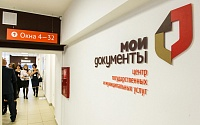 Окна 4–32
мои
документы
центр
государственных
и муниципальных услуг